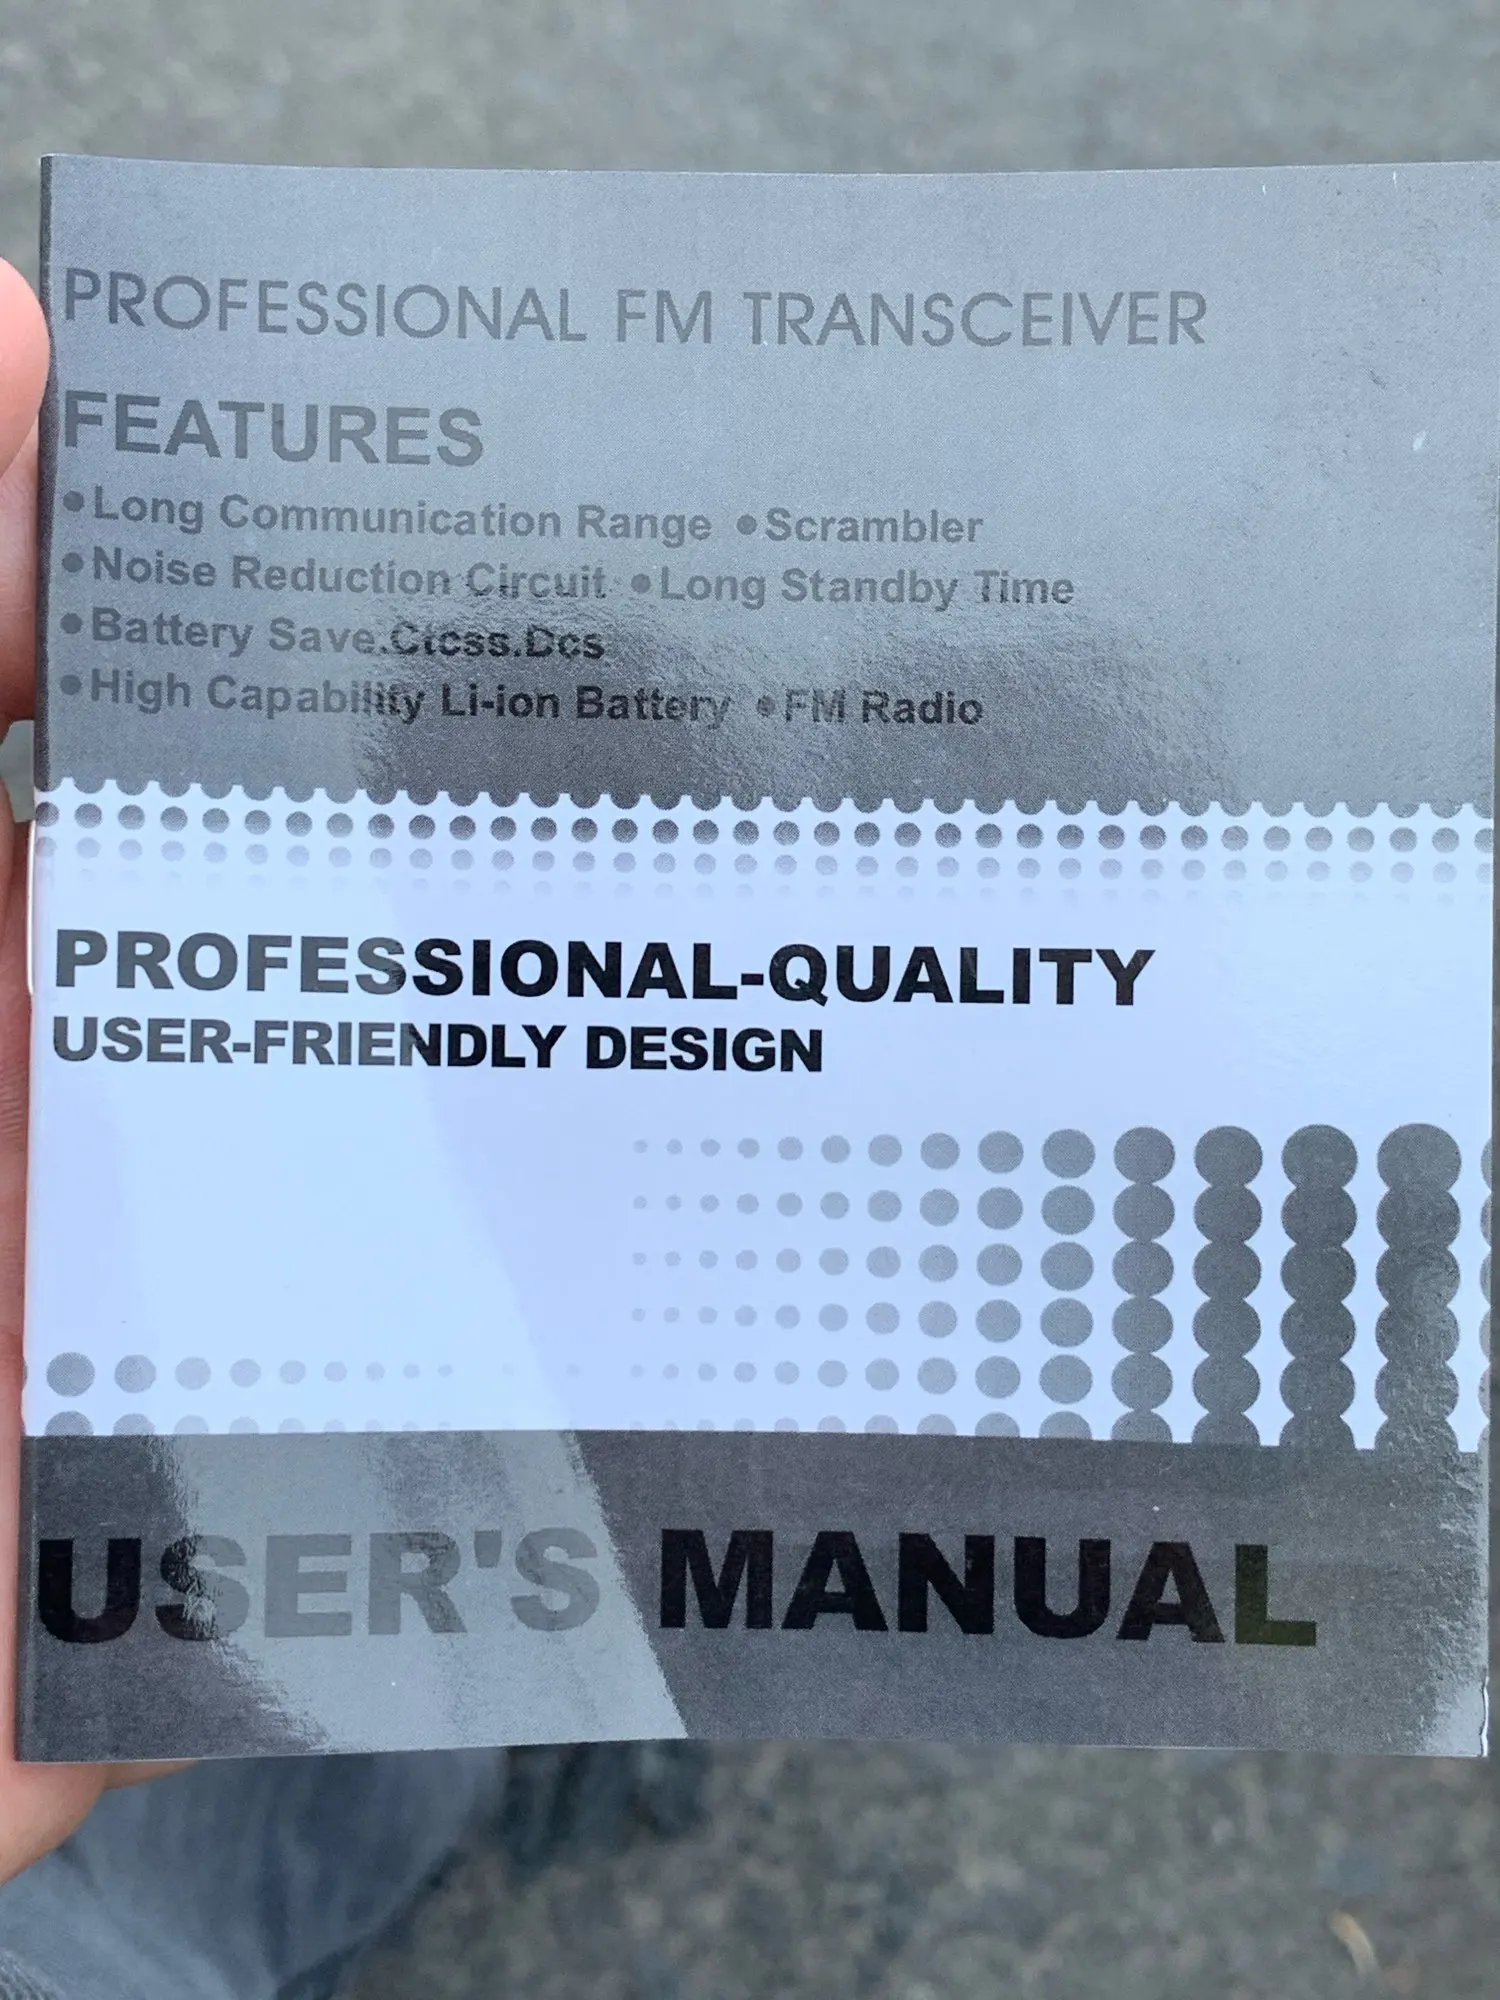 PROFESSIONAL FM TRANSCEIVER
FEATURES
•Long Communication Range •Scrambler
•Noise Reduction Circuit •Long Standby Time
•Battery Save.Ctcss.Dcs
•High Capability Li-ion Battery •FM Radio
PROFESSIONAL-QUALITY
USER-FRIENDLY DESIGN
USER'S MANUAL